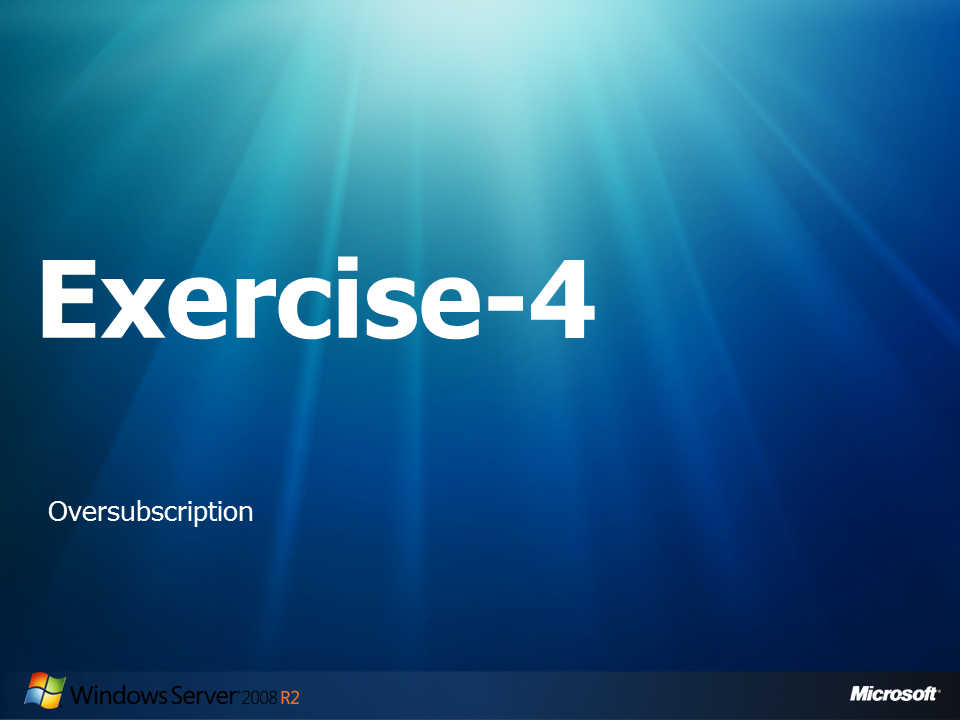 Exercise-4
Oversubscription
Windows Server 2008 R2
Microsoft